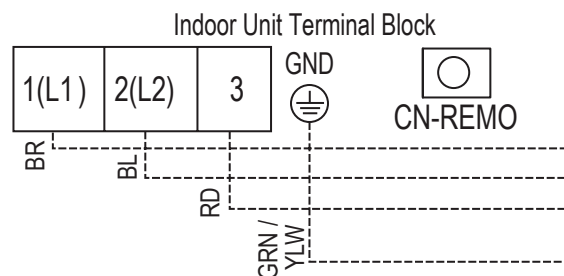 Indoor Unit Terminal Block
1(L1) 2(L2) 3
GND
CN-REMO
BR
BL
RD
GRN /
YLW